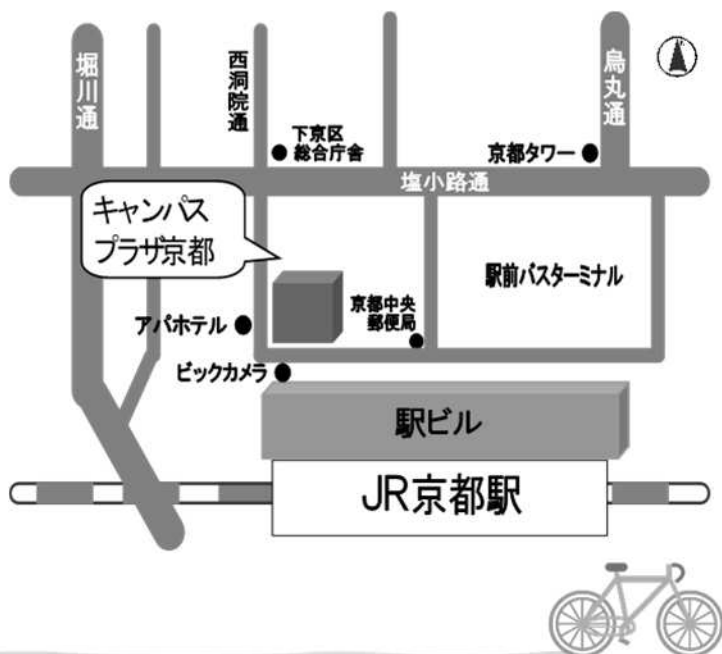 堀川通
西洞院通
烏丸通
下京区
総合庁舎
京都タワー
塩小路通
キャンパス
プラザ京都
駅前バスターミナル
京都中央
郵便局
アパホテル
ビックカメラ
駅ビル
JR京都駅